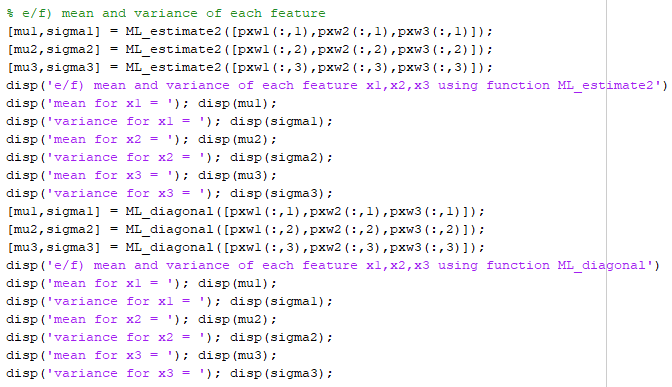 % e/f) mean and variance of each feature
[mu1,sigma1] = ML_estimate2([pxw1(:,1),pxw2(:,1),pxw3(:,1)]);
[mu2,sigma2] = ML_estimate2([pxw1(:,2),pxw2(:,2),pxw3(:,2)]);
[mu3,sigma3] = ML_estimate2([pxw1(:,3),pxw2(:,3),pxw3(:,3)]);
disp('e/f) mean and variance of each feature x1,x2,x3 using function ML_estimate2')
disp('mean for x1 = '); disp(mu1);
disp('variance for x1 = '); disp(sigma1);
disp('mean for x2 = '); disp(mu2);
disp('variance for x2 = '); disp(sigma2);
disp('mean for x3 = '); disp(mu3);
disp('variance for x3 = '); disp(sigma3);
[mu1,sigma1] = ML_diagonal([pxw1(:,1),pxw2(:,1),pxw3(:,1)]);
[mu2,sigma2] = ML_diagonal([pxw1(:,2),pxw2(:,2),pxw3(:,2)]);
[mu3,sigma3] = ML_diagonal([pxw1(:,3),pxw2(:,3),pxw3(:,3)]);
disp('e/f) mean and variance of each feature x1,x2,x3 using function ML_diagonal')
disp('mean for x1 = '); disp(mu1);
disp('variance for x1 = '); disp(sigma1);
disp('mean for x2 = '); disp(mu2);
disp('variance for x2 = '); disp(sigma2);
disp('mean for x3 = '); disp(mu3);
disp('variance for x3 = '); disp(sigma3);